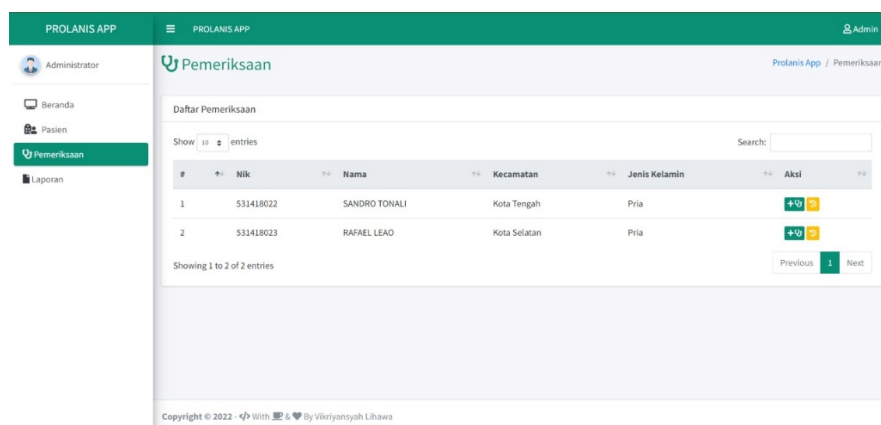 PROLANIS APP
PROLANIS APP
Admin
Administrator
Pemeriksaan
Prolanis App / Pemeriksaan
Beranda
Pasien
Pemeriksaan
Laporan
Daftar Pemeriksaan
Show 10 entries
Search:
# Nik Nama Kecamatan Jenis Kelamin Aksi
1 531418022 SANDRO TONALI Kota Tengah Pria
2 531418023 RAFAEL LEAO Kota Selatan Pria
Showing 1 to 2 of 2 entries
Previous 1 Next
Copyright © 2022 - </> With & By Vikriyansyah Lihawa